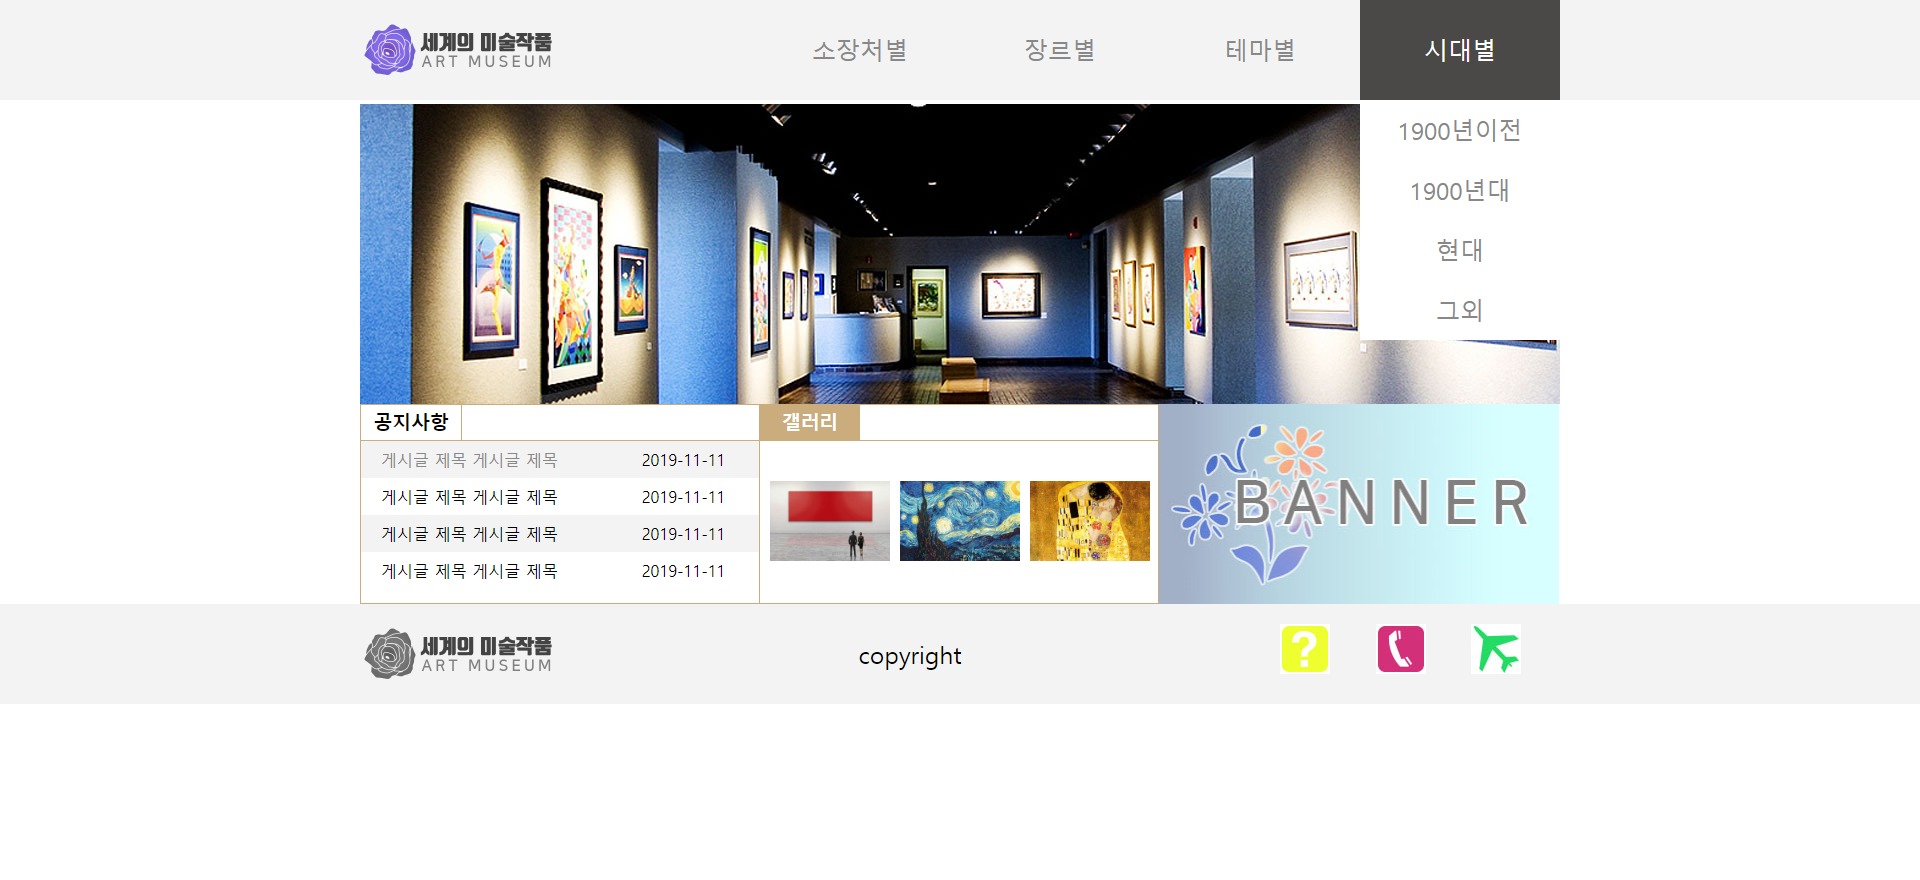 세계의 미술작품
ART MUSEUM
소장처별
장르별
테마별
시대별
1900년이전
1900년대
현대
그외
공지사항
게시글 제목 게시글 제목 2019-11-11
게시글 제목 게시글 제목 2019-11-11
게시글 제목 게시글 제목 2019-11-11
게시글 제목 게시글 제목 2019-11-11
갤러리
BANNER
세계의 미술작품
ART MUSEUM
copyright
?